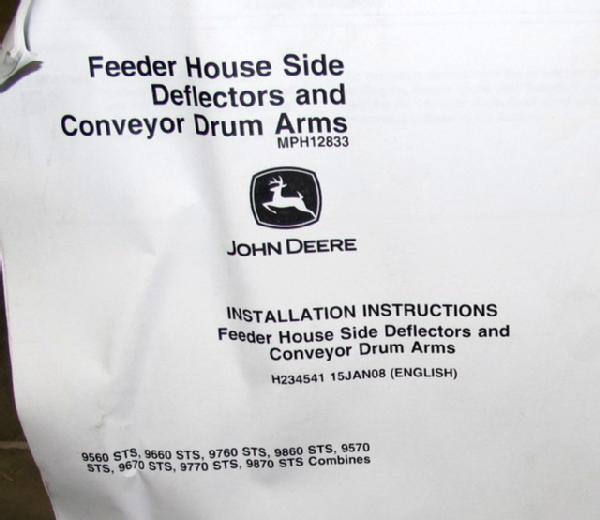 Feeder House Side
Deflectors and
Conveyor Drum Arms
MPH12833
JOHN DEERE
INSTALLATION INSTRUCTIONS
Feeder House Side Deflectors and
Conveyor Drum Arms
H234541 15JAN08 (ENGLISH)
9560 STS, 9660 STS, 9760 STS, 9860 STS, 9570
STS, 9670 STS, 9770 STS, 9870 STS Combines